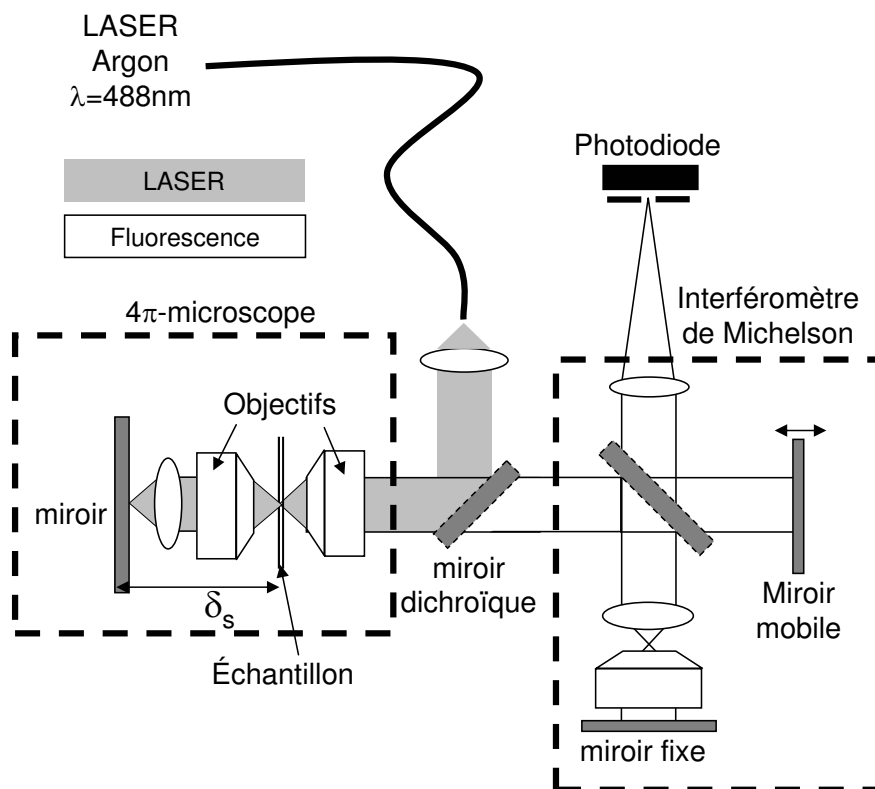 LASER
Argon
λ=488nm
Photodiode
LASER
Fluorescence
4π-microscope
Interféromètre
de Michelson
Objectifs
miroir
δs
miroir
dichroïque
Miroir
mobile
Échantillon
miroir fixe